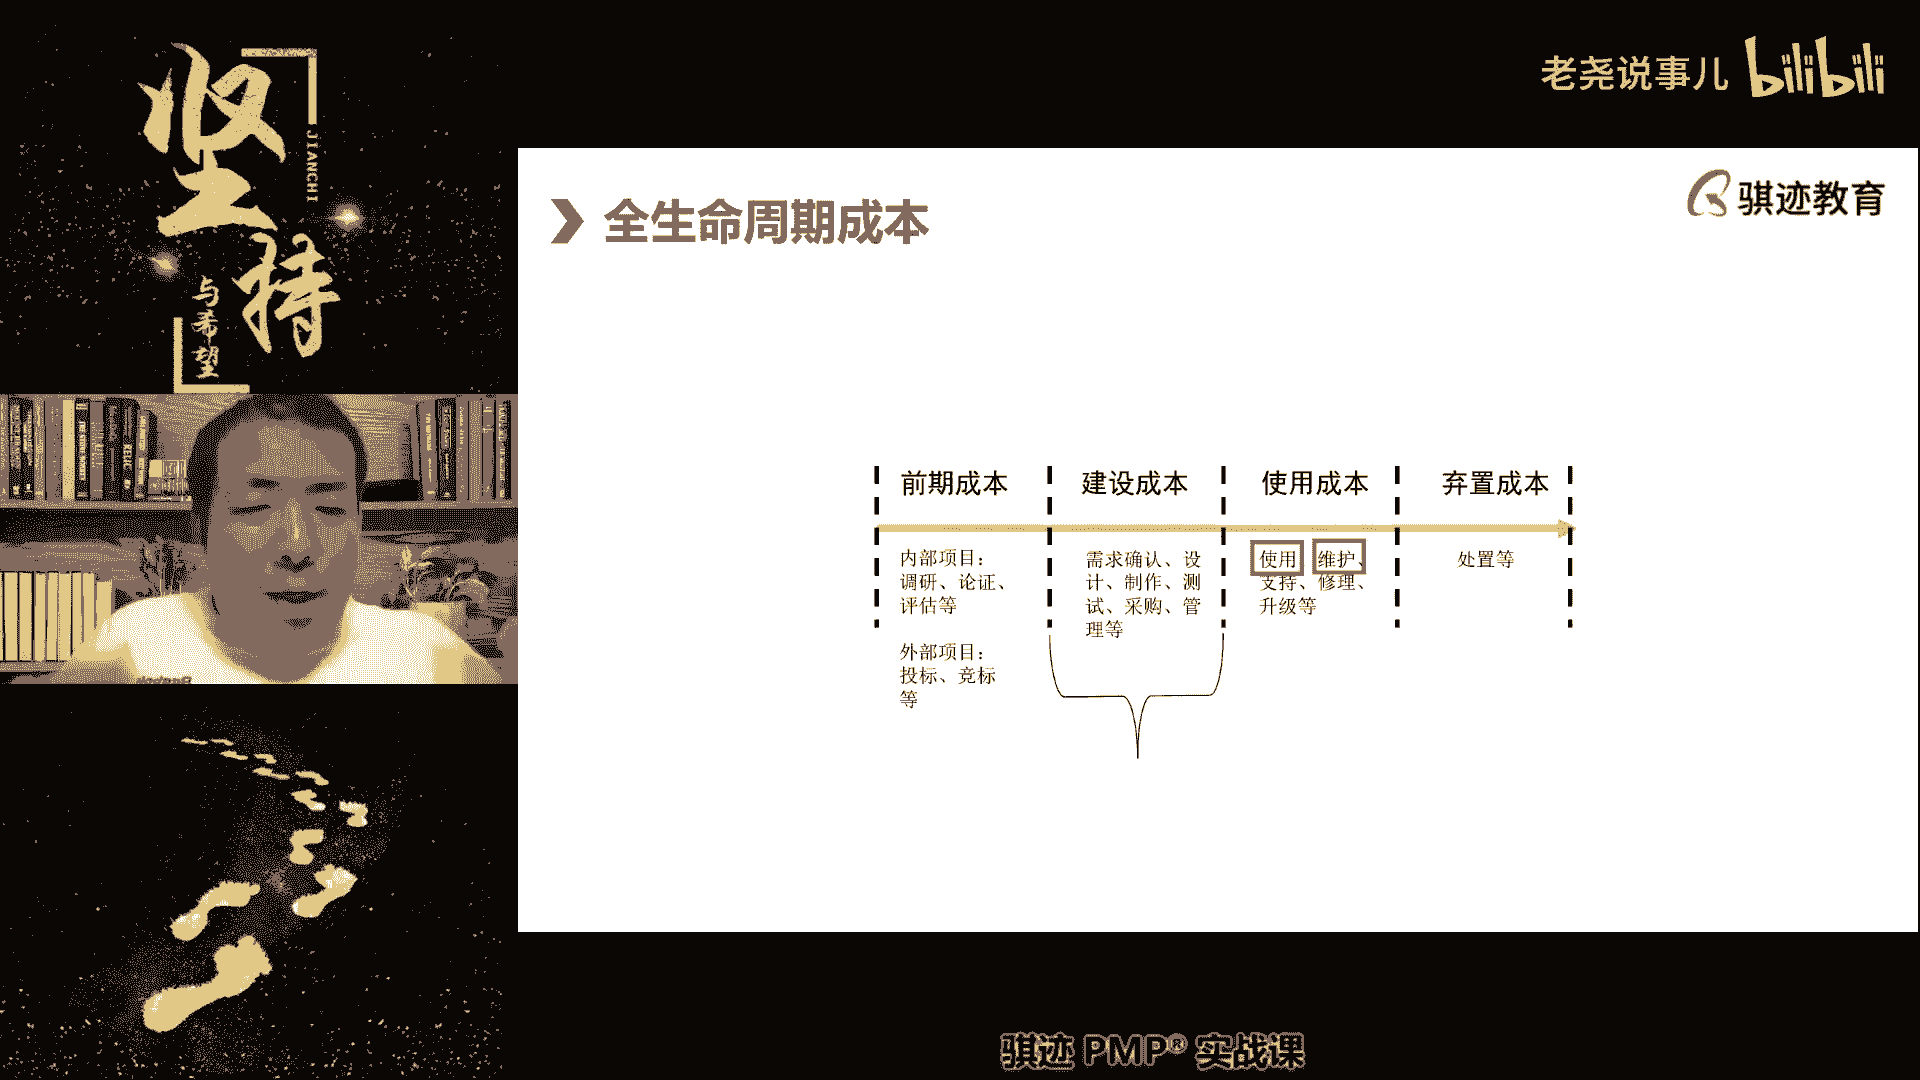 坚持
JIANCHI
与希望
老尧说事儿 bilibili
骐迹教育
全生命周期成本
前期成本
建设成本
使用成本
弃置成本
内部项目：
调研、论证、
评估等
外部项目：
投标、竞标
等
需求确认、设
计、制作、测
试、采购、管
理等
使用、维护、
支持、修理、
升级等
处置等
骐迹 PMP® 实战课